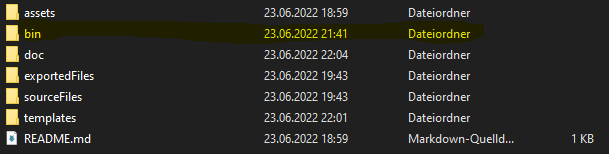 assets 23.06.2022 18:59 Dateiordner
bin 23.06.2022 21:41 Dateiordner
doc 23.06.2022 22:04 Dateiordner
exportedFiles 23.06.2022 19:43 Dateiordner
sourceFiles 23.06.2022 19:43 Dateiordner
templates 23.06.2022 22:01 Dateiordner
README.md 23.06.2022 18:59 Markdown-Quelld... 1 KB